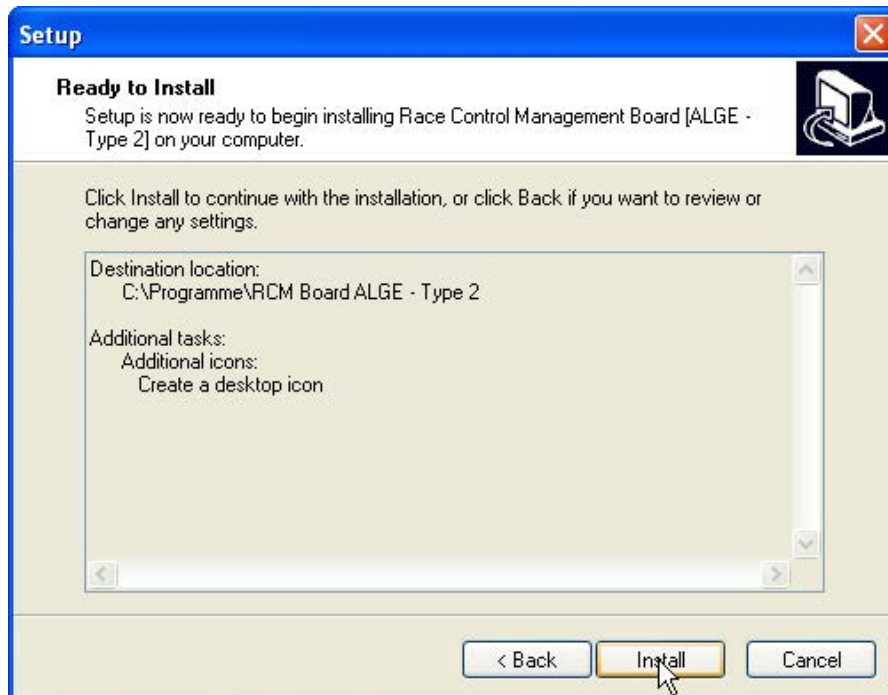 Setup
Ready to Install
Setup is now ready to begin installing Race Control Management Board [ALGE -
Type 2] on your computer.
Click Install to continue with the installation, or click Back if you want to review or
change any settings.
Destination location:
C:\Programme\RCM Board ALGE - Type 2
Additional tasks:
Additional icons:
Create a desktop icon
< Back Install Cancel